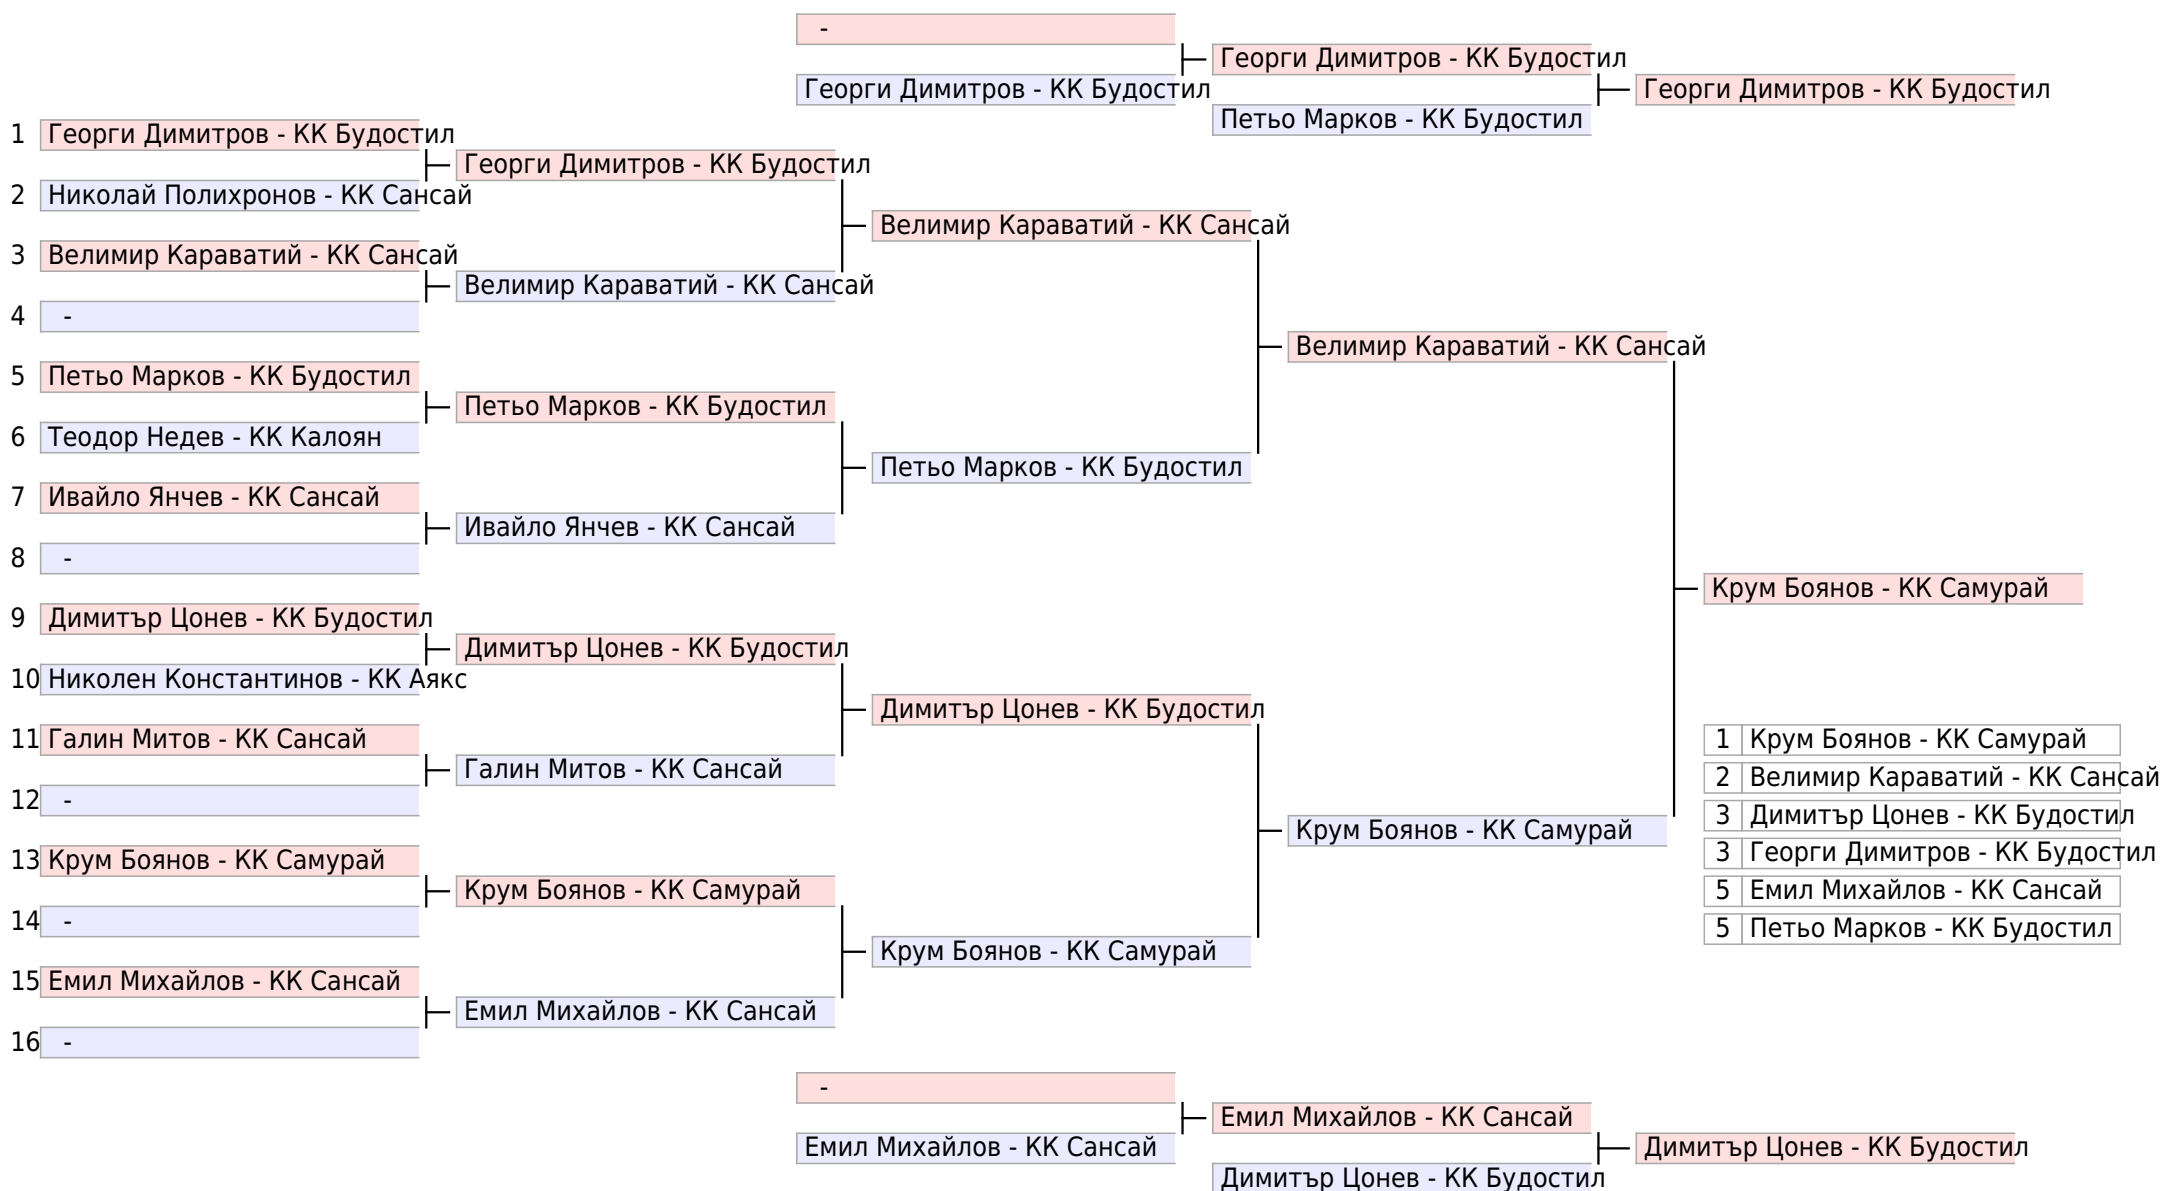 -
Георги Димитров - КК Будостил
Георги Димитров - КК Будостил
Георги Димитров - КК Будостил
Петьо Марков - КК Будостил
1 Георги Димитров - КК Будостил
Георги Димитров - КК Будостил
2 Николай Полихронов - КК Сансай
Велимир Караватий - КК Сансай
3 Велимир Караватий - КК Сансай
Велимир Караватий - КК Сансай
4 -
Велимир Караватий - КК Сансай
5 Петьо Марков - КК Будостил
Петьо Марков - КК Будостил
6 Теодор Недев - КК Калоян
Петьо Марков - КК Будостил
7 Ивайло Янчев - КК Сансай
Ивайло Янчев - КК Сансай
8 -
Крум Боянов - КК Самурай
9 Димитър Цонев - КК Будостил
Димитър Цонев - КК Будостил
10 Николен Константинов - КК Аякс
Димитър Цонев - КК Будостил
11 Галин Митов - КК Сансай
Галин Митов - КК Сансай
12 -
Крум Боянов - КК Самурай
13 Крум Боянов - КК Самурай
Крум Боянов - КК Самурай
14 -
Крум Боянов - КК Самурай
15 Емил Михайлов - КК Сансай
Емил Михайлов - КК Сансай
16 -
1 Крум Боянов - КК Самурай
2 Велимир Караватий - КК Сансай
3 Димитър Цонев - КК Будостил
3 Георги Димитров - КК Будостил
5 Емил Михайлов - КК Сансай
5 Петьо Марков - КК Будостил
-
Емил Михайлов - КК Сансай
Емил Михайлов - КК Сансай
Димитър Цонев - КК Будостил
Димитър Цонев - КК Будостил